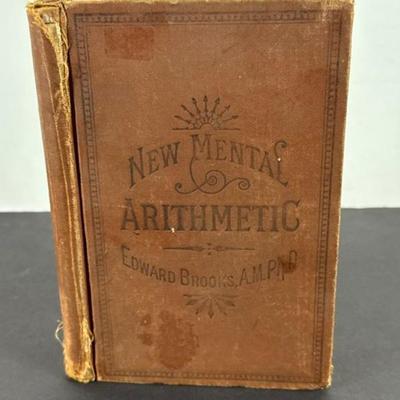 NEW MENTAL
ARITHMETIC
EDWARD BROOKS, A.M. PH.D.